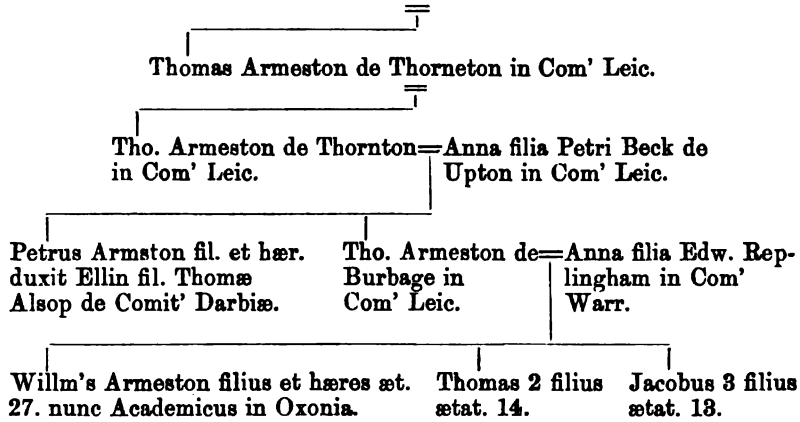 Thomas Armeston de Thorneton in Com' Leic.
Tho. Armeston de Thornton=Anna filia Petri Beck de
in Com' Leic. Upton in Com' Leic.
Petrus Armston fil. et hær. Tho. Armeston de=Anna filia Edw. Rep-
duxit Ellin fil. Thomæ Burbage in lingham in Com'
Alsop de Comit' Darbiæ. Com' Leic. Warr.
Willm's Armeston filius et hæres æt. Thomas 2 filius Jacobus 3 filius
27. nunc Academicus in Oxonia. ætat. 14. ætat. 13.